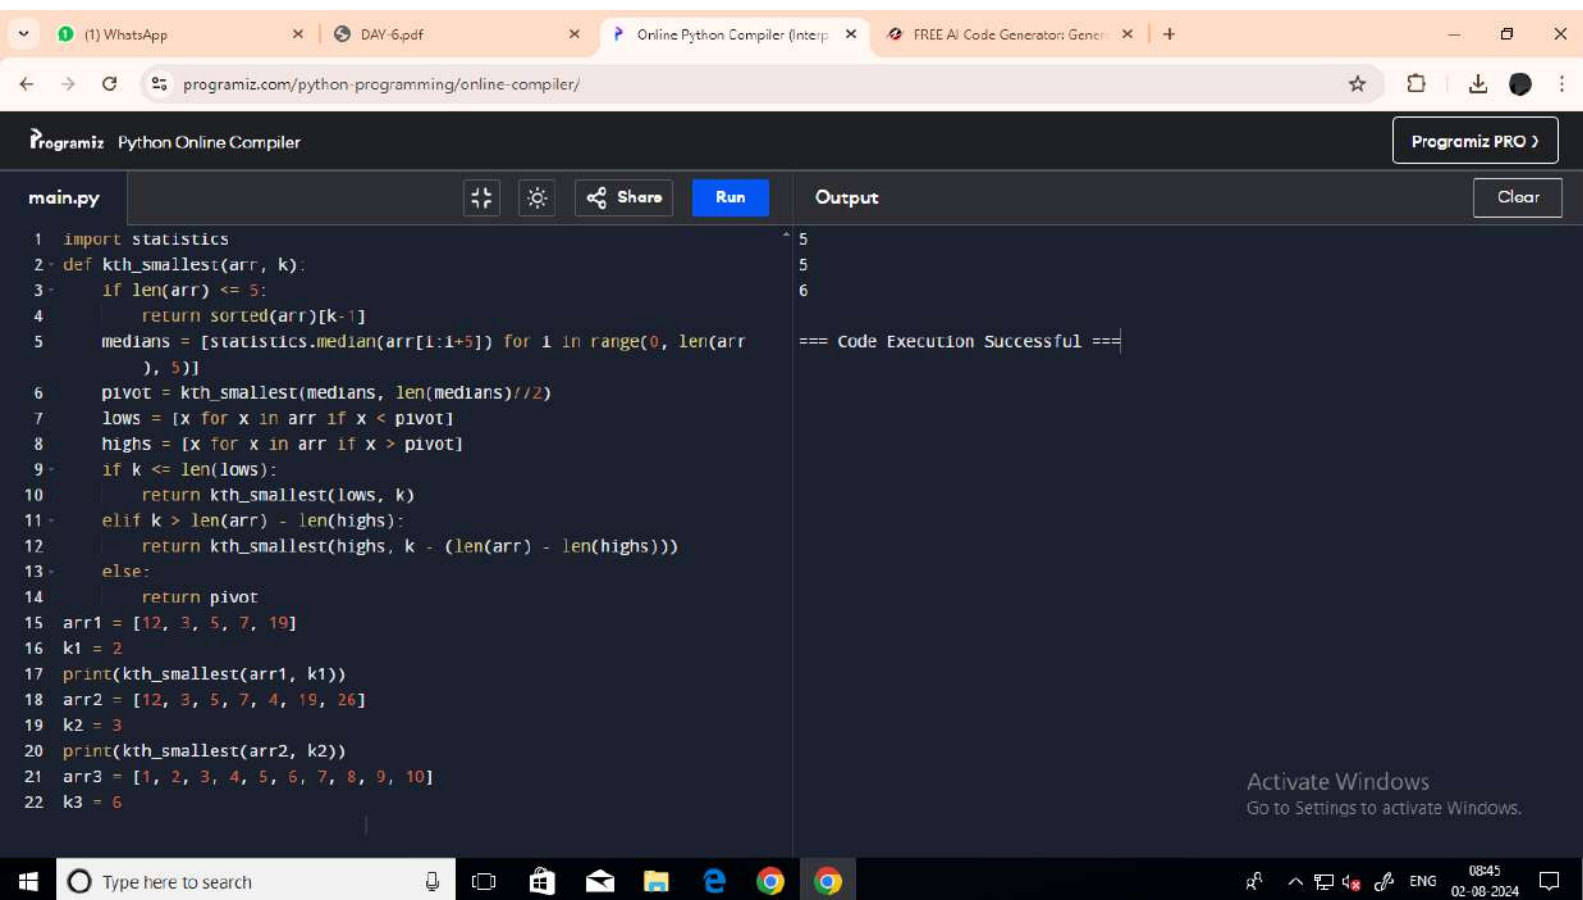 (1) WhatsApp
DAY-6.pdf
Online Python Compiler (Interp
FREE AI Code Generator: Gener
programiz.com/python-programming/online-compiler/
Programiz Python Online Compiler
Programiz PRO >
main.py
Share
Run
Output
Clear
1 import statistics
2 def kth_smallest(arr, k):
3 if len(arr) <= 5:
4 return sorted(arr)[k-1]
5 medians = [statistics.median(arr[i:i+5]) for i in range(0, len(arr
), 5)]
6 pivot = kth_smallest(medians, len(medians)//2)
7 lows = [x for x in arr if x < pivot]
8 highs = [x for x in arr if x > pivot]
9 if k <= len(lows):
10 return kth_smallest(lows, k)
11 elif k > len(arr) - len(highs):
12 return kth_smallest(highs, k - (len(arr) - len(highs)))
13 else:
14 return pivot
15 arr1 = [12, 3, 5, 7, 19]
16 k1 = 2
17 print(kth_smallest(arr1, k1))
18 arr2 = [12, 3, 5, 7, 4, 19, 26]
19 k2 = 3
20 print(kth_smallest(arr2, k2))
21 arr3 = [1, 2, 3, 4, 5, 6, 7, 8, 9, 10]
22 k3 = 6
5
5
6
=== Code Execution Successful ===
Activate Windows
Go to Settings to activate Windows.
Type here to search
ENG
08:45
02-08-2024